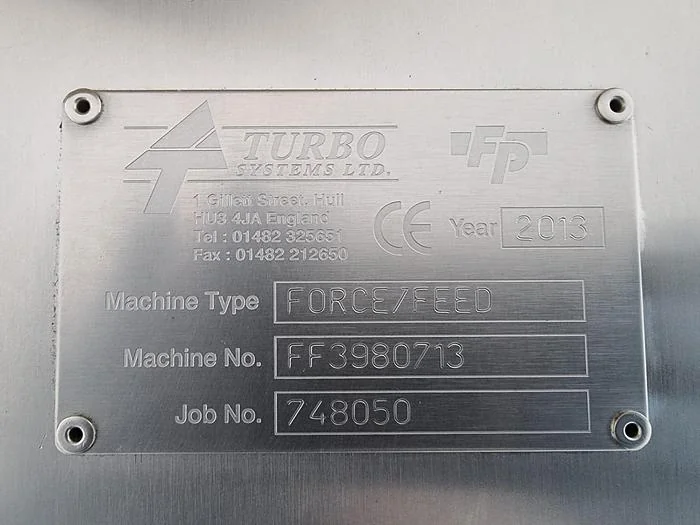 TURBO
SYSTEMS LTD.
1 Gillett Street, Hull
HU3 4JA England
Tel : 01482 325651
Fax : 01482 212650
FP
CE Year 2013
Machine Type FORCE/FEED
Machine No. FF3980713
Job No. 748050